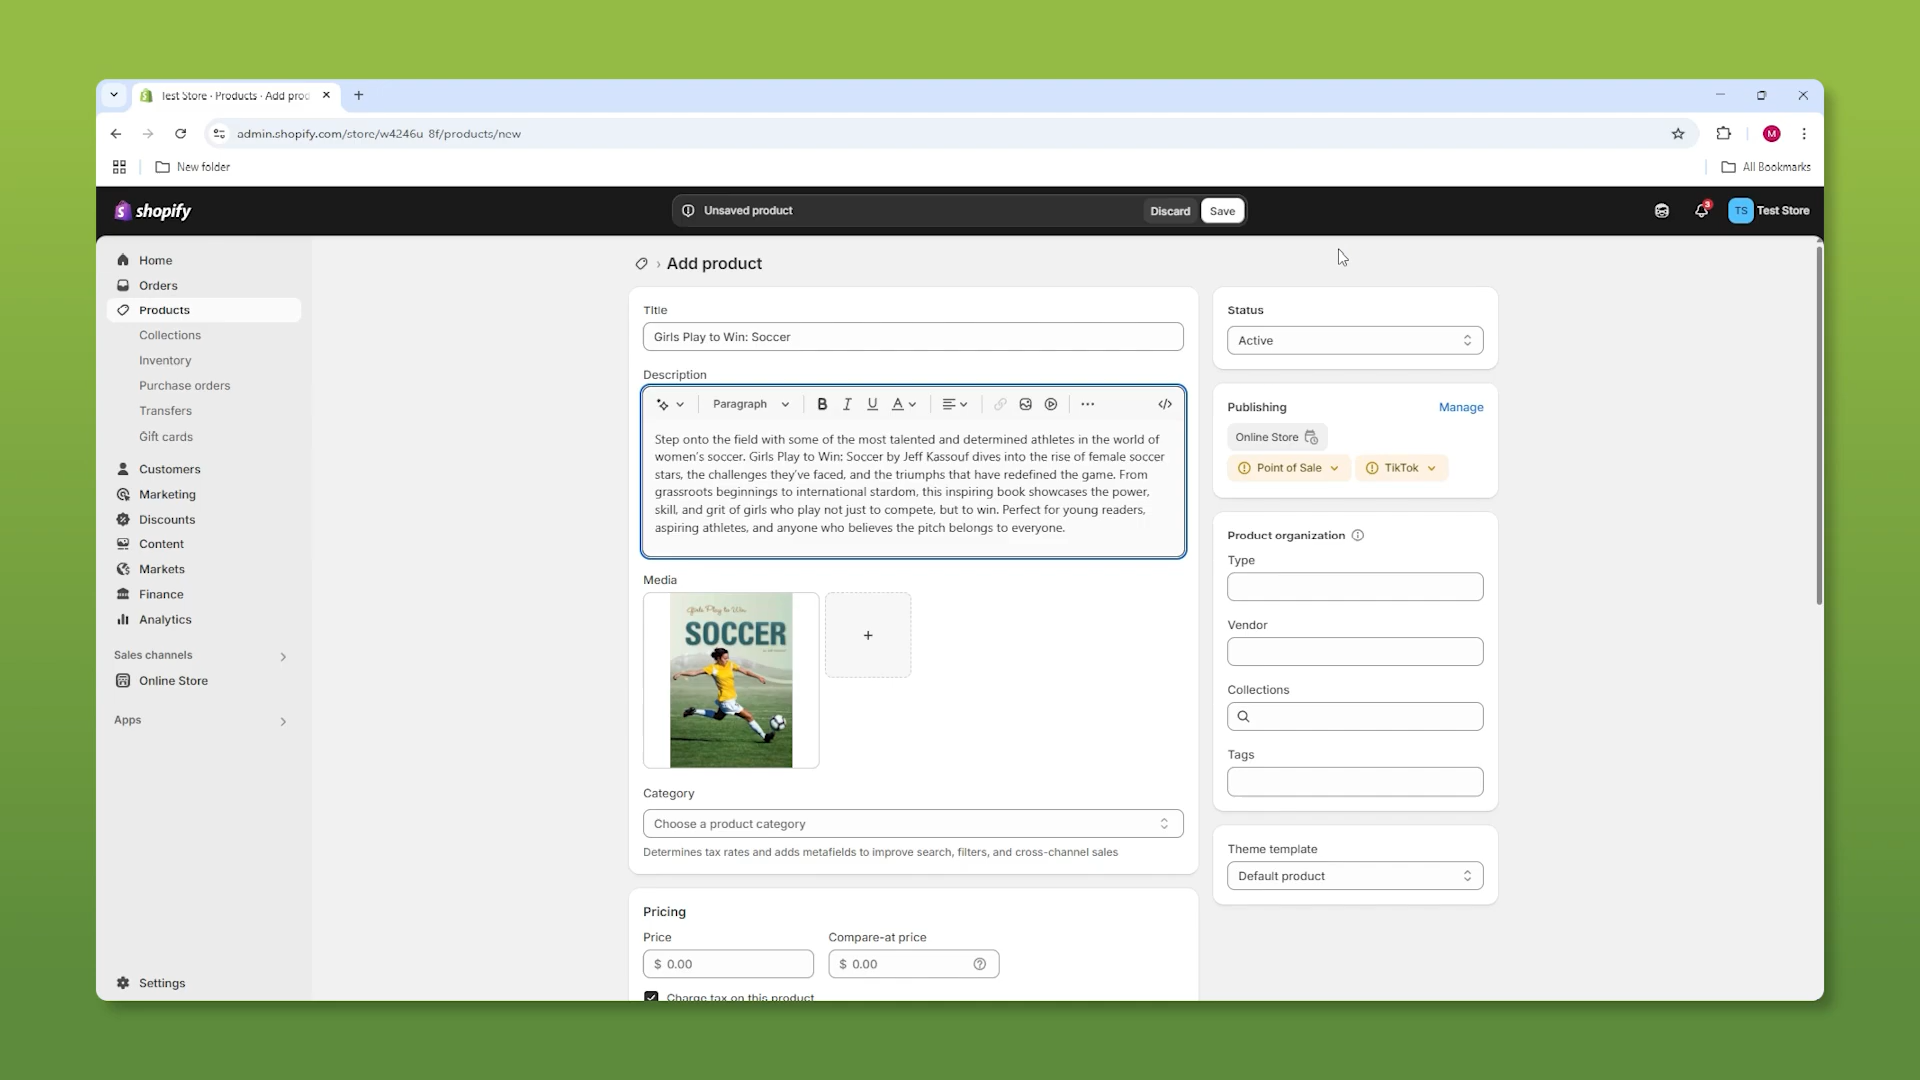 Test Store · Products · Add prod
admin.shopify.com/store/w4246u 8f/products/new
New folder
All Bookmarks
shopify
Unsaved product
Discard
Save
3
TS
Test Store
M
Home
Orders
Products
Collections
Inventory
Purchase orders
Transfers
Gift cards
Customers
Marketing
Discounts
Content
Markets
Finance
Analytics
Sales channels
Online Store
Apps
Settings
Add product
Title
Girls Play to Win: Soccer
Description
Paragraph
B I U A
Step onto the field with some of the most talented and determined athletes in the world of
women's soccer. Girls Play to Win: Soccer by Jeff Kassouf dives into the rise of female soccer
stars, the challenges they've faced, and the triumphs that have redefined the game. From
grassroots beginnings to international stardom, this inspiring book showcases the power,
skill, and grit of girls who play not just to compete, but to win. Perfect for young readers,
aspiring athletes, and anyone who believes the pitch belongs to everyone.
Media
Girls Play to Win
SOCCER
Category
Choose a product category
Determines tax rates and adds metafields to improve search, filters, and cross-channel sales
Pricing
Price
Compare-at price
$ 0.00
$ 0.00
Charge tax on this product
Status
Active
Publishing
Manage
Online Store
Point of Sale
TikTok
Product organization
Type
Vendor
Collections
Tags
Theme template
Default product